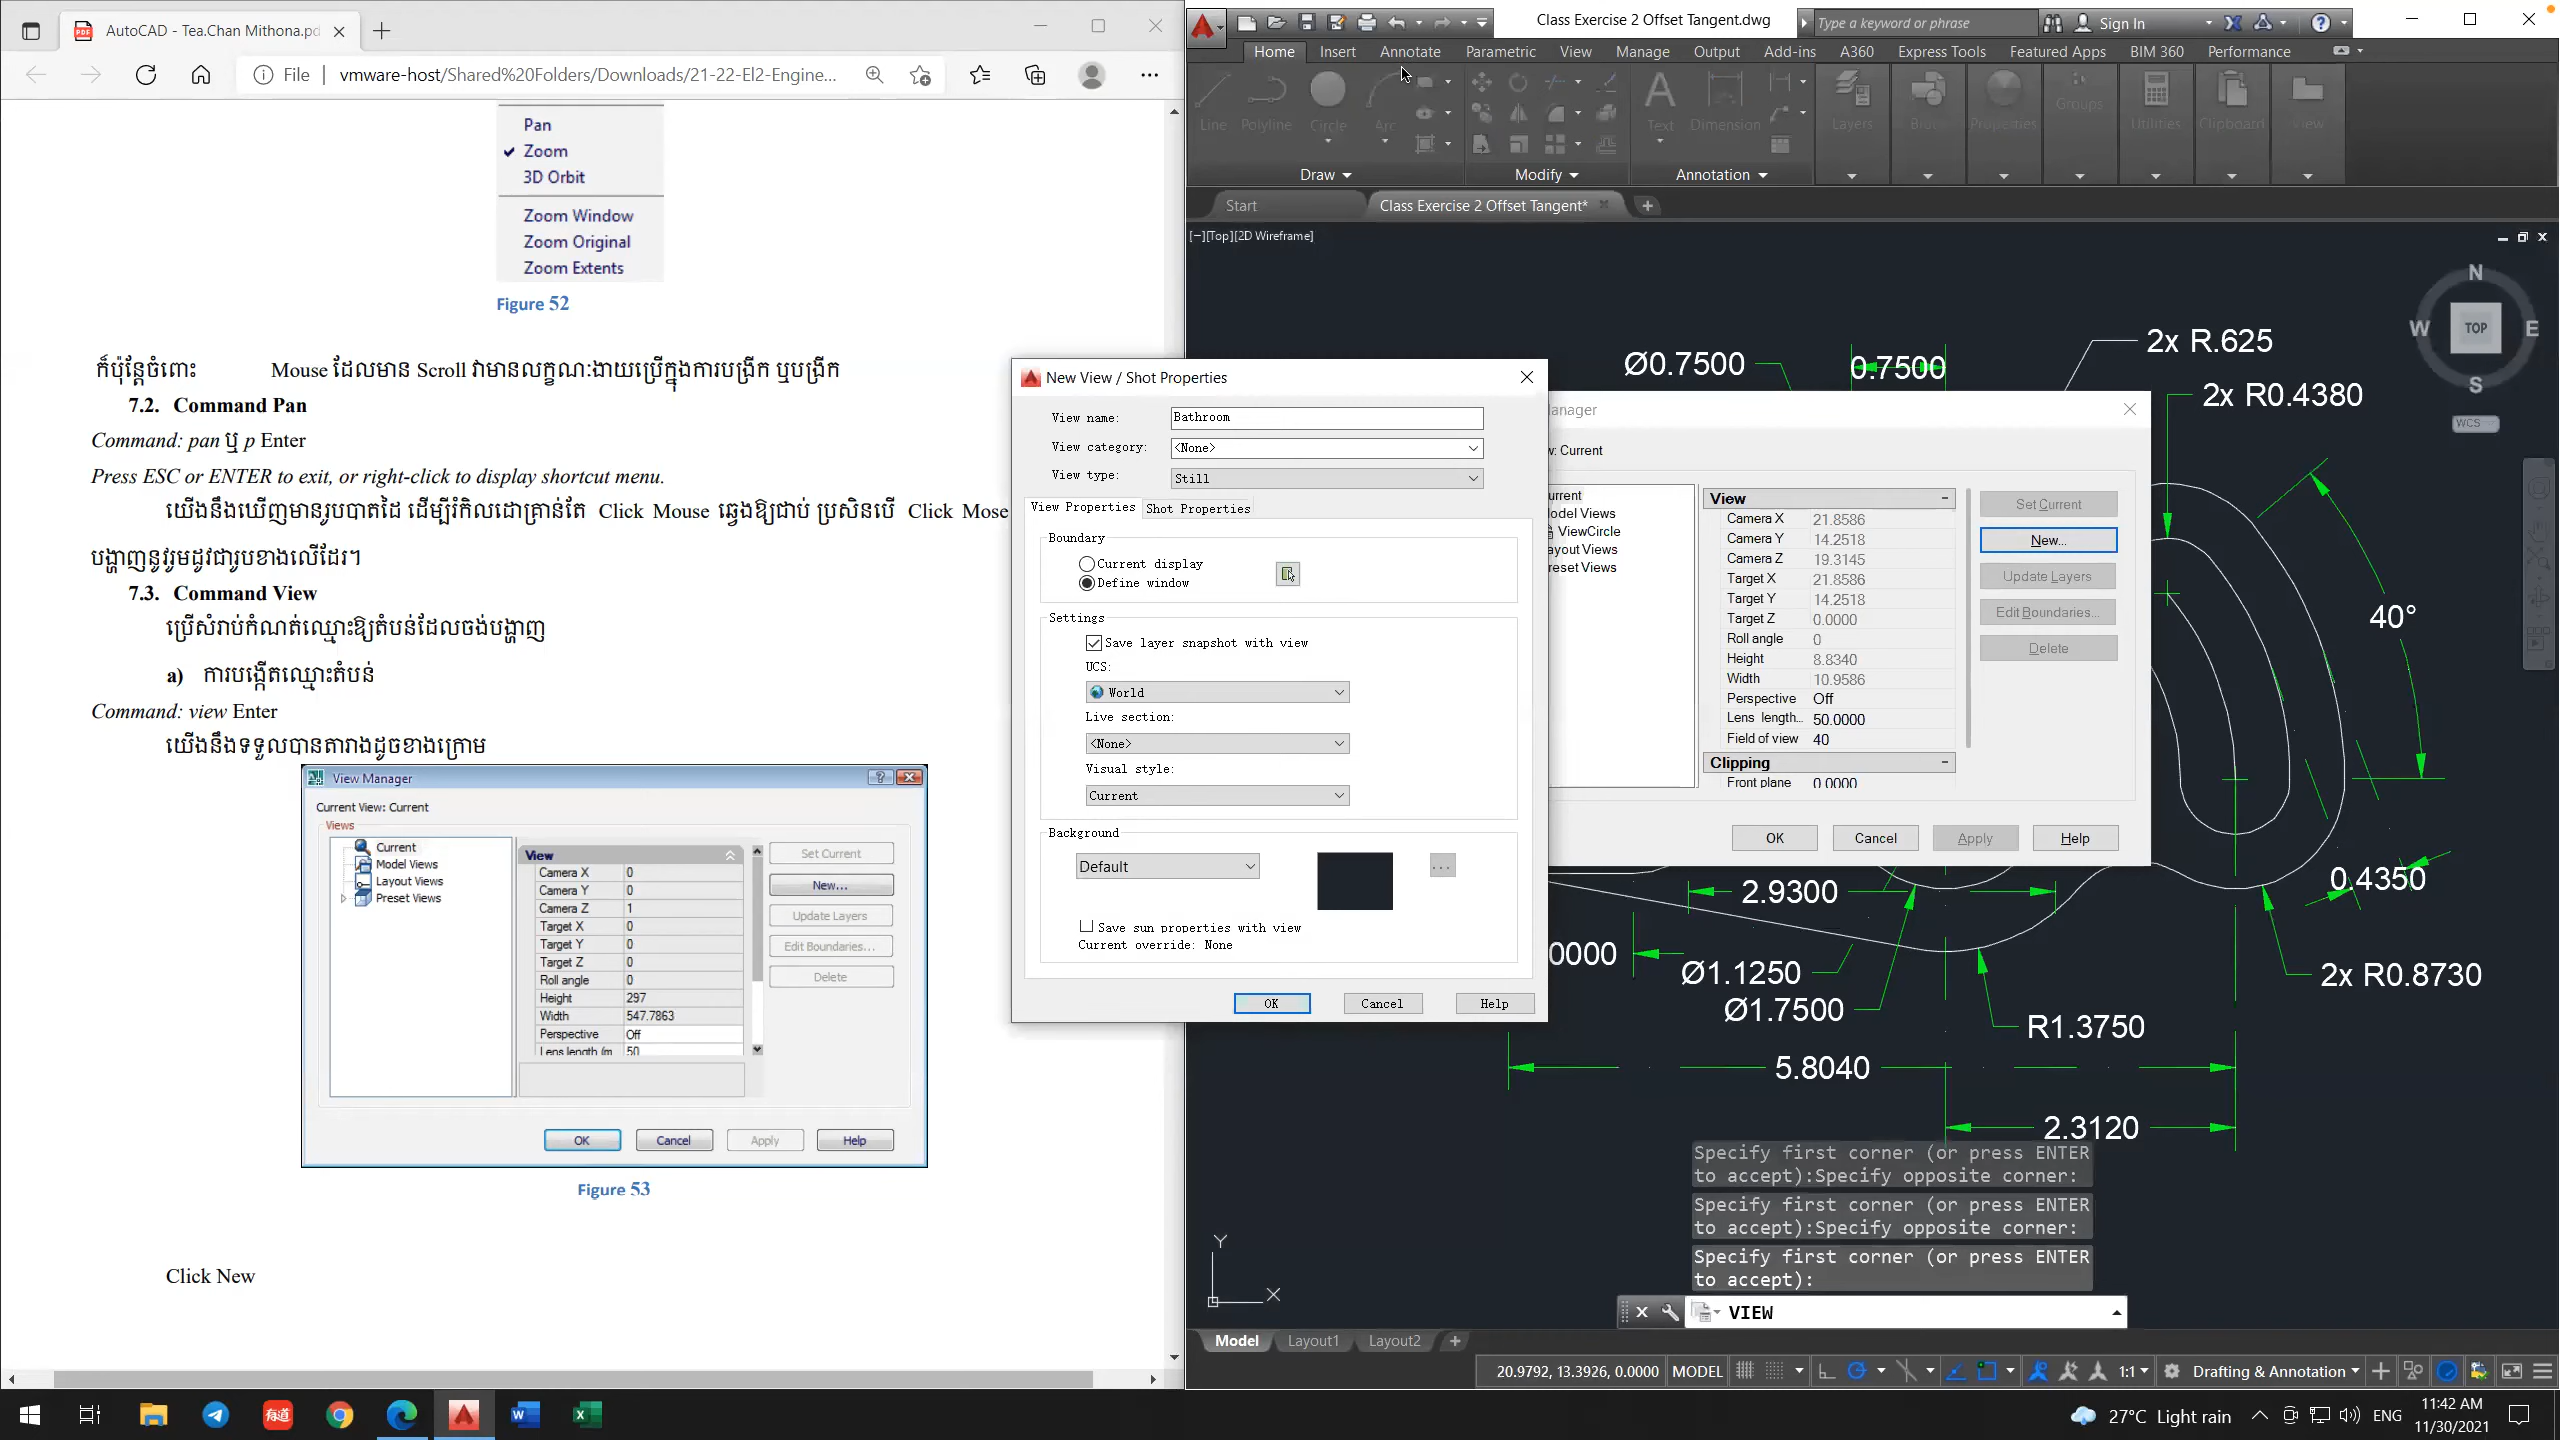 AutoCAD - Tea.Chan Mithona.pd
File
vmware-host/Shared%20Folders/Downloads/21-22-El2-Engine...
Pan
Zoom
3D Orbit
Zoom Window
Zoom Original
Zoom Extents
Figure 52
ក៏ប៉ុន្តែចំពោះ Mouse ដែលមាន Scroll វាមានលក្ខណៈងាយប្រើក្នុងការបង្រីក ឬបង្រីក
7.2. Command Pan
Command: pan ឬ p Enter
Press ESC or ENTER to exit, or right-click to display shortcut menu.
យើងនឹងឃើញមានរូបបាតដៃ ដើម្បីរំកិលដោគ្រាន់តែ Click Mouse ឆ្វេងឱ្យជាប់ ប្រសិនបើ Click Mose
បង្ហាញនូវរូមដូវជារូបខាងលើដែរ។
7.3. Command View
ប្រើសំរាប់កំណត់ឈ្មោះឱ្យតំបន់ដែលចង់បង្ហាញ
a) ការបង្កើតឈ្មោះតំបន់
Command: view Enter
យើងនឹងទទួលបានតារាងដូចខាងក្រោម
View Manager
Current View: Current
Views
Current
Model Views
Layout Views
Preset Views
View
Camera X 0
Camera Y 0
Camera Z 1
Target X 0
Target Y 0
Target Z 0
Roll angle 0
Height 297
Width 547.7863
Perspective Off
Lens length (m 50
Set Current
New...
Update Layers
Edit Boundaries...
Delete
OK Cancel Apply Help
Figure 53
Click New
Class Exercise 2 Offset Tangent.dwg
Type a keyword or phrase
Sign In
Home Insert Annotate Parametric View Manage Output Add-ins A360 Express Tools Featured Apps BIM 360 Performance
Line Polyline Circle Arc
Text Dimension
Layers Block Properties Groups Utilities Clipboard View
Draw Modify Annotation
Start
Class Exercise 2 Offset Tangent*
[−][Top][2D Wireframe]
N
W TOP E
S
WCS
New View / Shot Properties
View name: Bathroom
View category: <None>
View type: Still
View Properties Shot Properties
Boundary
Current display
Define window
Settings
Save layer snapshot with view
UCS:
World
Live section:
<None>
Visual style:
Current
Background
Default
...
Save sun properties with view
Current override: None
OK Cancel Help
anager
w: Current
urrent
odel Views
ViewCircle
ayout Views
reset Views
View
Camera X 21.8586
Camera Y 14.2518
Camera Z 19.3145
Target X 21.8586
Target Y 14.2518
Target Z 0.0000
Roll angle 0
Height 8.8340
Width 10.9586
Perspective Off
Lens length... 50.0000
Field of view 40
Clipping
Front plane 0.0000
Set Current
New...
Update Layers
Edit Boundaries...
Delete
OK Cancel Apply Help
Ø0.7500
0.7500
2x R.625
2x R0.4380
40°
0.4350
2.9300
0000
Ø1.1250
Ø1.7500
2x R0.8730
R1.3750
5.8040
2.3120
Specify first corner (or press ENTER
to accept):Specify opposite corner:
Specify first corner (or press ENTER
to accept):Specify opposite corner:
Specify first corner (or press ENTER
to accept):
VIEW
Y
X
Model Layout1 Layout2
20.9792, 13.3926, 0.0000 MODEL
1:1
Drafting & Annotation
27°C Light rain
ENG
11:42 AM
11/30/2021